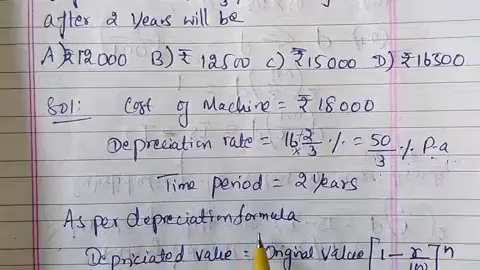 after 2 Years will be
A) ₹12000 B) ₹ 12500 C) ₹15000 D) ₹16500
Sol: Cost of Machine = ₹ 18000
Depreciation rate = 16 2/3 % = 50/3 % P.a
Time period = 2 Years
As per depreciation formula
Depriciated value = Original Value [1 - r/100]^n